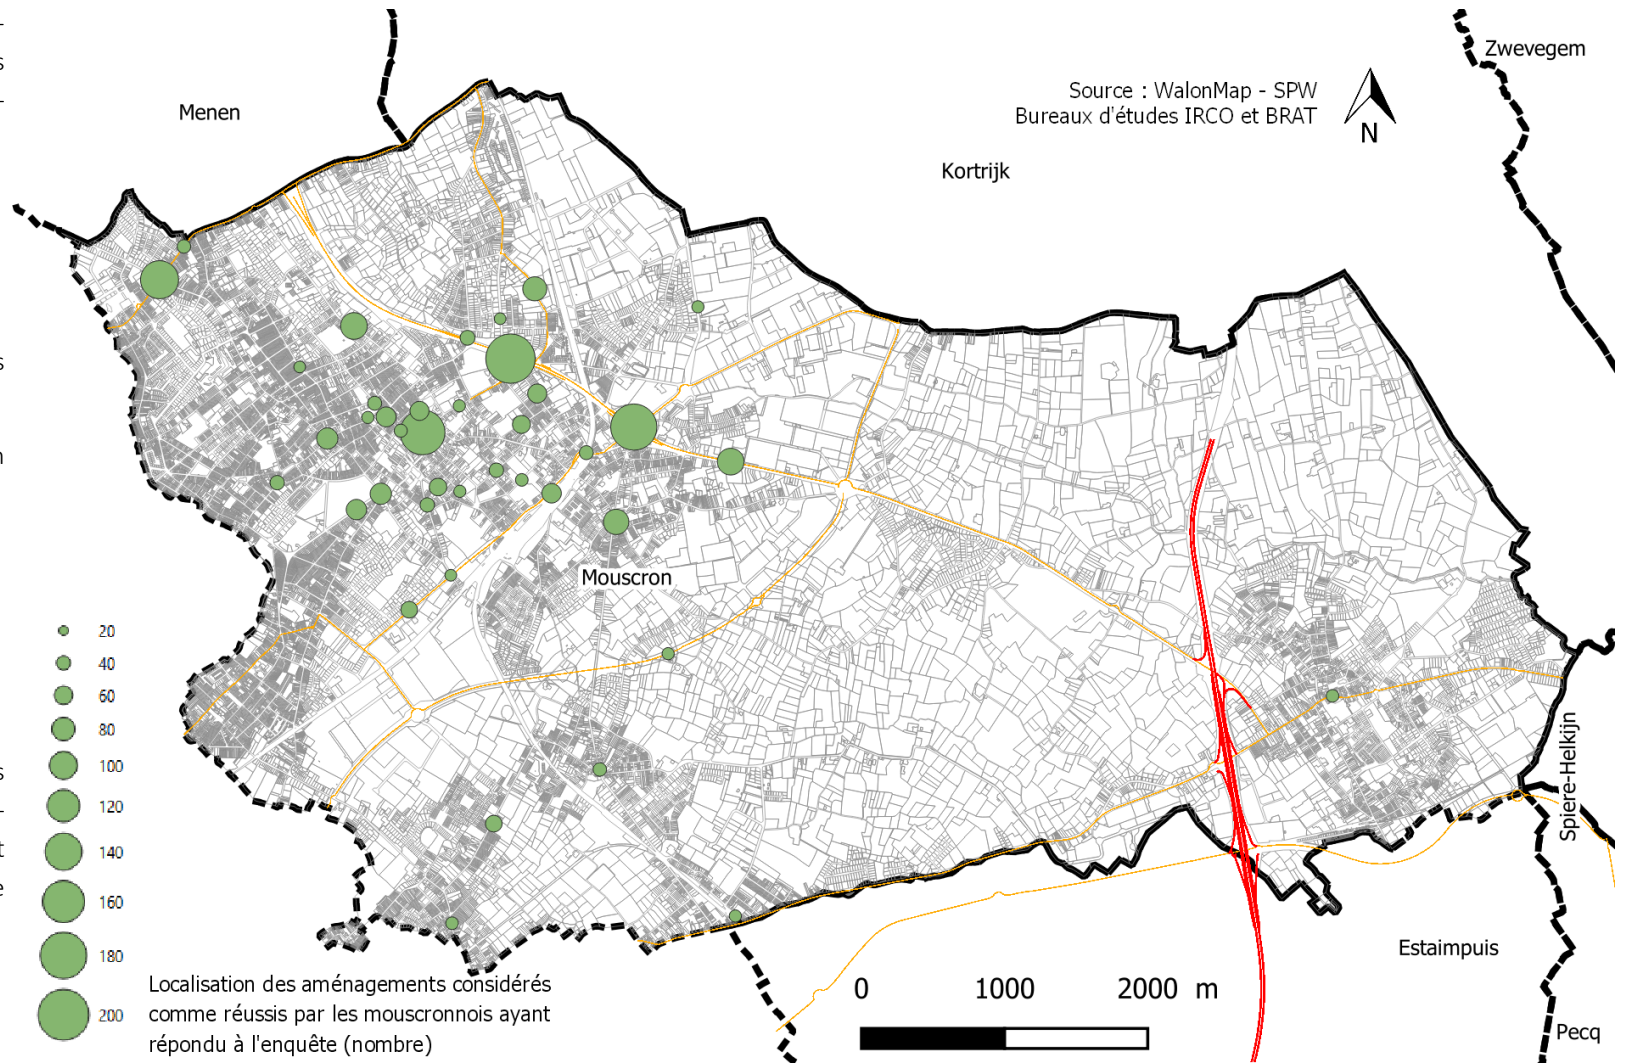 Zwevegem
Source : WalonMap - SPW
Bureaux d'études IRCO et BRAT
N
Menen
Kortrijk
Mouscron
20
40
60
80
100
120
140
160
180
200
Localisation des aménagements considérés
comme réussis par les mouscronnois ayant
répondu à l'enquête (nombre)
0 1000 2000 m
Spiere-Helkijn
Estaimpuis
Pecq